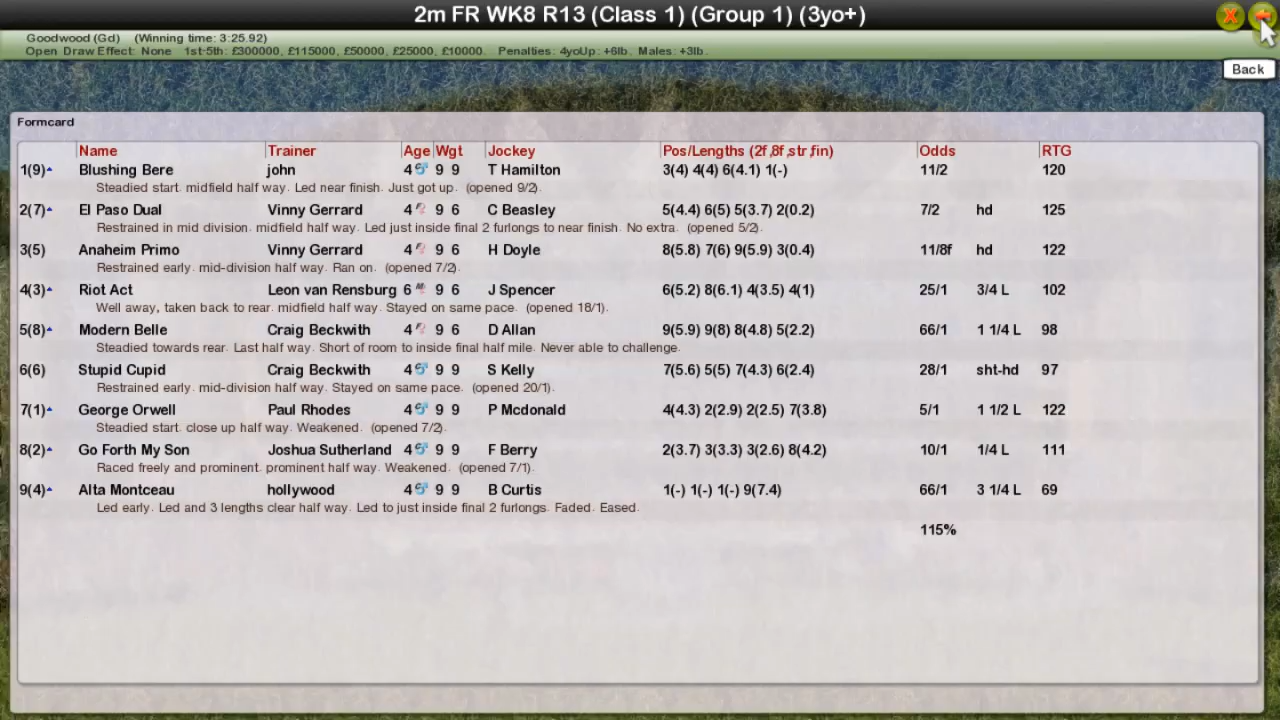 2m FR WK8 R13 (Class 1) (Group 1) (3yo+)
Goodwood (Gd) (Winning time: 3:25.92)
Open Draw Effect: None 1st-5th: £300000, £115000, £50000, £25000, £10000. Penalties: 4yoUp: +6lb. Males: +3lb.
Back
Formcard
Name Trainer Age Wgt Jockey Pos/Lengths (2f,8f,str,fin) Odds RTG
1(9) Blushing Bere john 4 9 9 T Hamilton 3(4) 4(4) 6(4.1) 1(-) 11/2 120
Steadied start. midfield half way. Led near finish. Just got up. (opened 9/2).
2(7) El Paso Dual Vinny Gerrard 4 9 6 C Beasley 5(4.4) 6(5) 5(3.7) 2(0.2) 7/2 hd 125
Restrained in mid division. midfield half way. Led just inside final 2 furlongs to near finish. No extra. (opened 5/2).
3(5) Anaheim Primo Vinny Gerrard 4 9 6 H Doyle 8(5.8) 7(6) 9(5.9) 3(0.4) 11/8f hd 122
Restrained early. mid-division half way. Ran on. (opened 7/2).
4(3) Riot Act Leon van Rensburg 6 9 6 J Spencer 6(5.2) 8(6.1) 4(3.5) 4(1) 25/1 3/4 L 102
Well away, taken back to rear. midfield half way. Stayed on same pace. (opened 18/1).
5(8) Modern Belle Craig Beckwith 4 9 6 D Allan 9(5.9) 9(8) 8(4.8) 5(2.2) 66/1 1 1/4 L 98
Steadied towards rear. Last half way. Short of room to inside final half mile. Never able to challenge.
6(6) Stupid Cupid Craig Beckwith 4 9 9 S Kelly 7(5.6) 5(5) 7(4.3) 6(2.4) 28/1 sht-hd 97
Restrained early. mid-division half way. Stayed on same pace. (opened 20/1).
7(1) George Orwell Paul Rhodes 4 9 9 P Mcdonald 4(4.3) 2(2.9) 2(2.5) 7(3.8) 5/1 1 1/2 L 122
Steadied start. close up half way. Weakened. (opened 7/2).
8(2) Go Forth My Son Joshua Sutherland 4 9 9 F Berry 2(3.7) 3(3.3) 3(2.6) 8(4.2) 10/1 1/4 L 111
Raced freely and prominent. prominent half way. Weakened. (opened 7/1).
9(4) Alta Montceau hollywood 4 9 9 B Curtis 1(-) 1(-) 1(-) 9(7.4) 66/1 3 1/4 L 69
Led early. Led and 3 lengths clear half way. Led to just inside final 2 furlongs. Faded. Eased.
115%